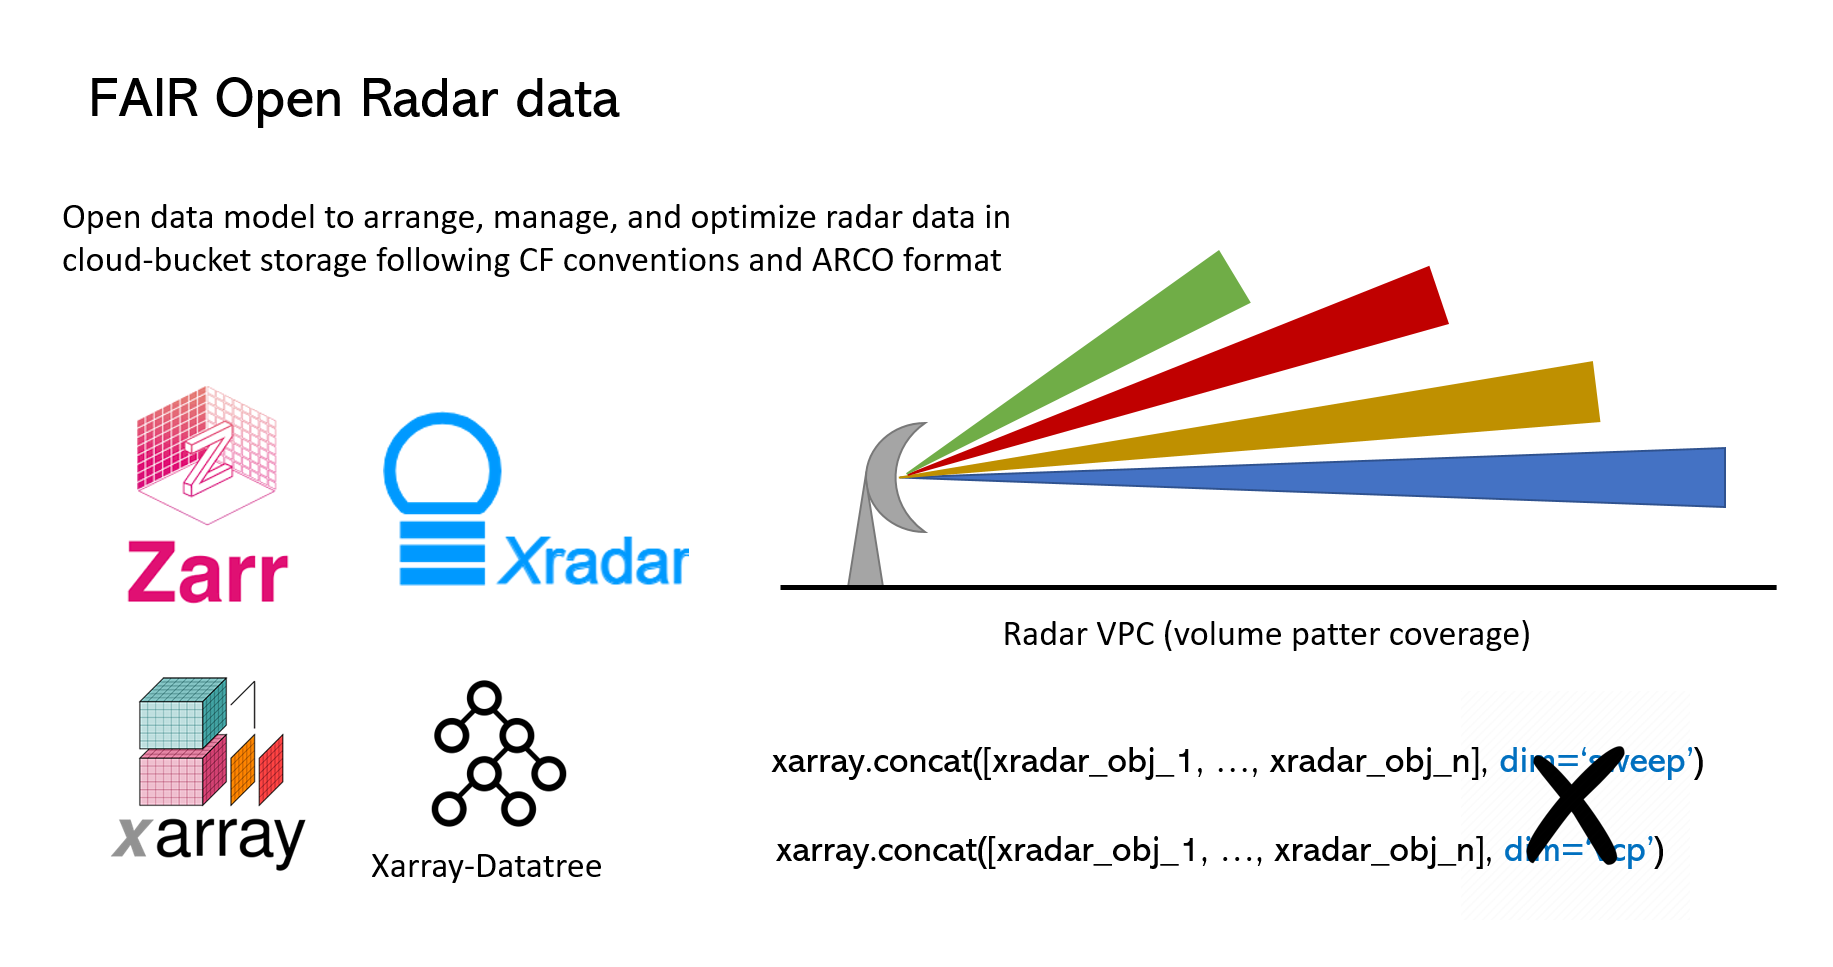 FAIR Open Radar data
Open data model to arrange, manage, and optimize radar data in
cloud-bucket storage following CF conventions and ARCO format
Z
Zarr
Xradar
xarray
Xarray-Datatree
Radar VPC (volume patter coverage)
xarray.concat([xradar_obj_1, …, xradar_obj_n], dim=‘sweep’)
xarray.concat([xradar_obj_1, …, xradar_obj_n], dim=‘vcp’)